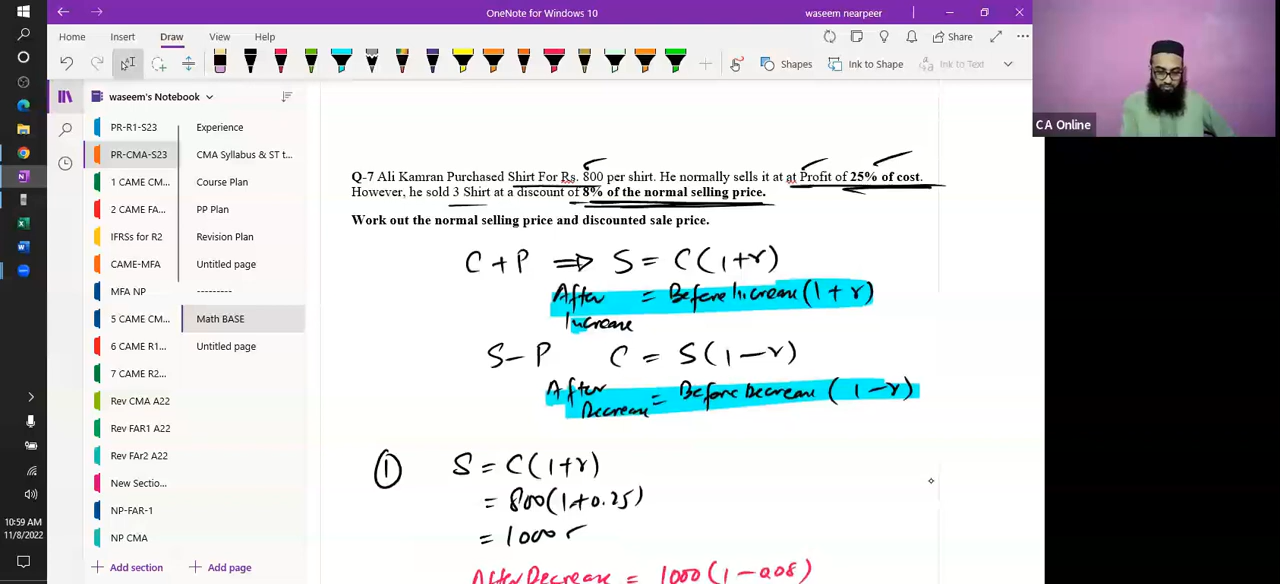 OneNote for Windows 10
waseem nearpeer
Home Insert Draw View Help
Share
Shapes
Ink to Shape
Ink to Text
waseem's Notebook
PR-R1-S23
PR-CMA-S23
1 CAME CM...
2 CAME FA...
IFRSs for R2
CAME-MFA
MFA NP
5 CAME CM...
6 CAME R1...
7 CAME R2...
Rev CMA A22
Rev FAR1 A22
Rev FAr2 A22
New Sectio...
NP-FAR-1
NP CMA
Add section
Experience
CMA Syllabus & ST t...
Course Plan
PP Plan
Revision Plan
Untitled page
---------
Math BASE
Untitled page
Add page
Q-7 Ali Kamran Purchased Shirt For Rs. 800 per shirt. He normally sells it at at Profit of 25% of cost.
However, he sold 3 Shirt at a discount of 8% of the normal selling price.
Work out the normal selling price and discounted sale price.
C + P ⇒ S = C(1+r)
After = Before Increase (1 + r)
Increase
S - P C = S(1-r)
After = Before Decrease (1-r)
Decrease
① S = C(1+r)
= 800(1+0.25)
= 1000
After Decrease = 1000(1-0.08)
CA Online
10:59 AM
11/8/2022